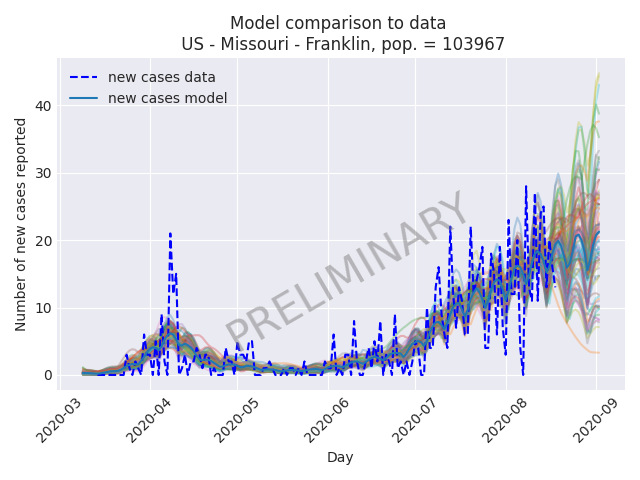 Model comparison to data
US - Missouri - Franklin, pop. = 103967
new cases data
new cases model
PRELIMINARY
Number of new cases reported
40
30
20
10
0
2020-03
2020-04
2020-05
2020-06
2020-07
2020-08
2020-09
Day